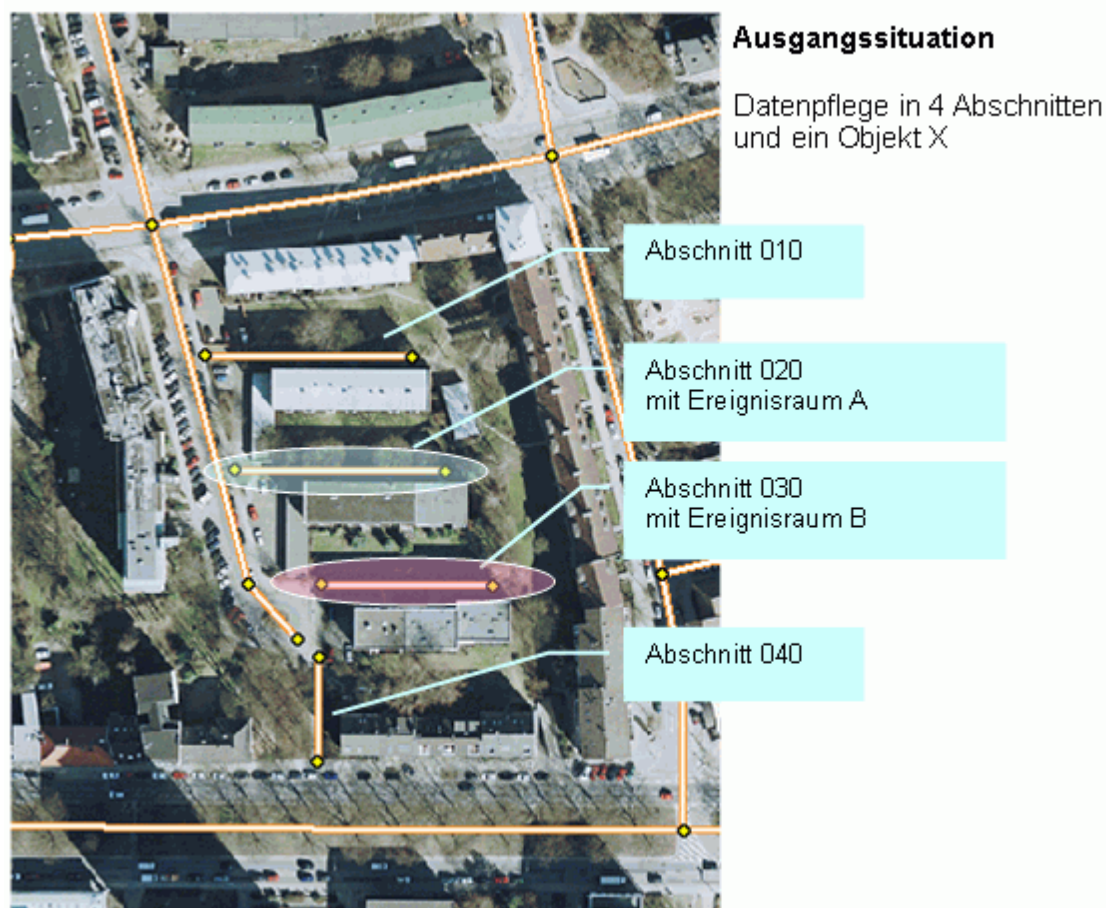 Ausgangssituation
Datenpflege in 4 Abschnitten
und ein Objekt X
Abschnitt 010
Abschnitt 020
mit Ereignisraum A
Abschnitt 030
mit Ereignisraum B
Abschnitt 040